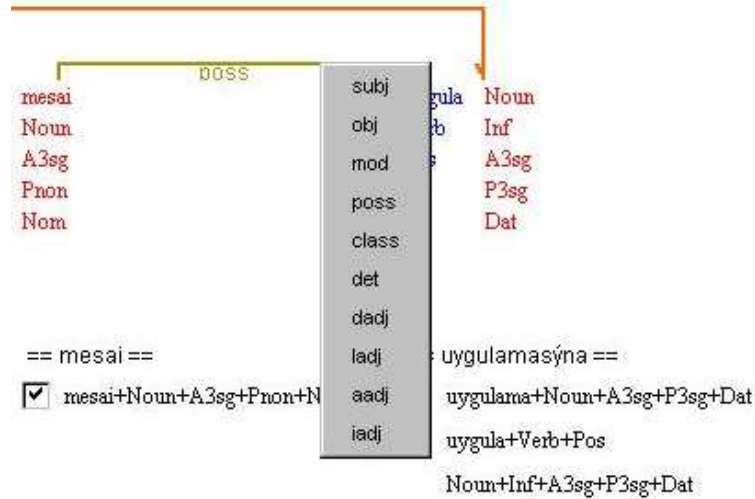 poss
mesai
Noun
A3sg
Pnon
Nom
subj
obj
mod
poss
class
det
dadj
ladj
aadj
iadj
gula
Noun
Inf
A3sg
P3sg
Dat
== mesai ==
uygulamasýna ==
mesai+Noun+A3sg+Pnon+N
uygulama+Noun+A3sg+P3sg+Dat
uygula+Verb+Pos
Noun+Inf+A3sg+P3sg+Dat